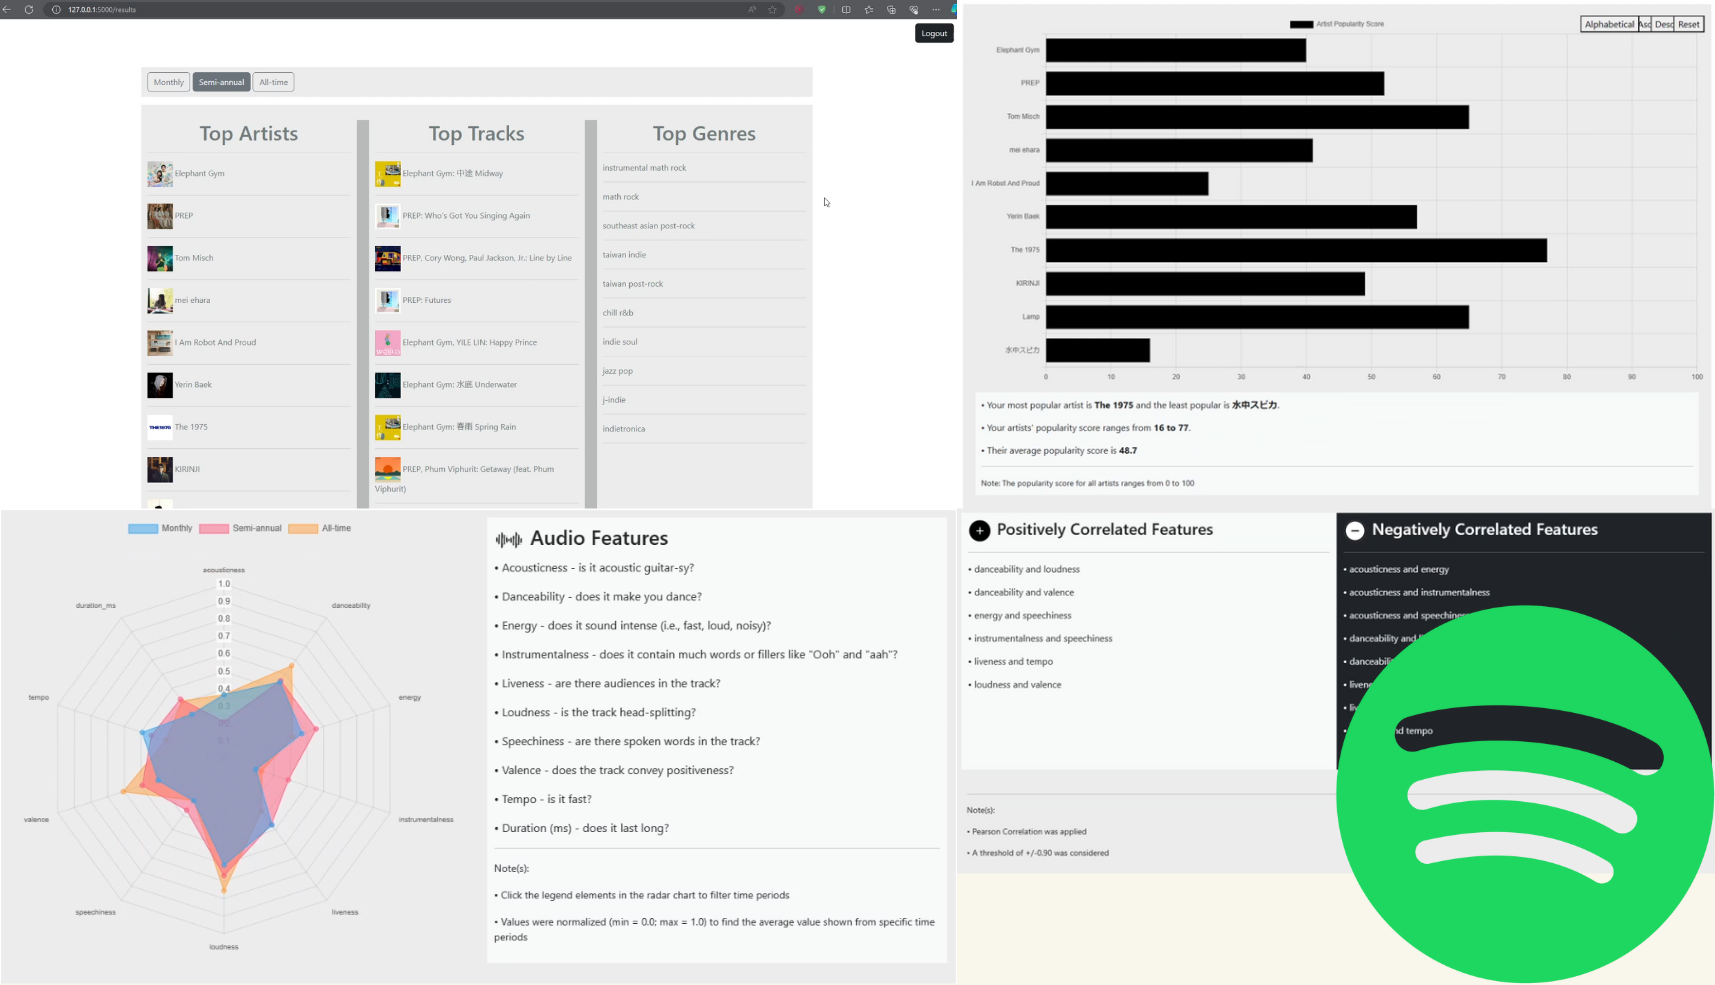 127.0.0.1:5000/results
Logout
Monthly
Semi-annual
All-time
Top Artists
Elephant Gym
PREP
Tom Misch
mei ehara
I Am Robot And Proud
Yerin Baek
The 1975
KIRINJI
Top Tracks
Elephant Gym: 中途 Midway
PREP: Who's Got You Singing Again
PREP, Cory Wong, Paul Jackson, Jr.: Line by Line
PREP: Futures
Elephant Gym, YILE LIN: Happy Prince
Elephant Gym: 水底 Underwater
Elephant Gym: 春雨 Spring Rain
PREP, Phum Viphurit: Getaway (feat. Phum
Viphurit)
Top Genres
instrumental math rock
math rock
southeast asian post-rock
taiwan indie
taiwan post-rock
chill r&b
indie soul
jazz pop
j-indie
indietronica
Artist Popularity Score
Alphabetical
Asc
Desc
Reset
Elephant Gym
PREP
Tom Misch
mei ehara
I Am Robot And Proud
Yerin Baek
The 1975
KIRINJI
Lamp
水中スピカ
0 10 20 30 40 50 60 70 80 90 100
• Your most popular artist is The 1975 and the least popular is 水中スピカ.
• Your artists' popularity score ranges from 16 to 77.
• Their average popularity score is 48.7
Note: The popularity score for all artists ranges from 0 to 100
Monthly
Semi-annual
All-time
acousticness
danceability
energy
instrumentalness
liveness
loudness
speechiness
valence
tempo
duration_ms
1.0
0.9
0.8
0.7
0.6
0.5
0.4
0.3
0.1
Audio Features
• Acousticness - is it acoustic guitar-sy?
• Danceability - does it make you dance?
• Energy - does it sound intense (i.e., fast, loud, noisy)?
• Instrumentalness - does it contain much words or fillers like "Ooh" and "aah"?
• Liveness - are there audiences in the track?
• Loudness - is the track head-splitting?
• Speechiness - are there spoken words in the track?
• Valence - does the track convey positiveness?
• Tempo - is it fast?
• Duration (ms) - does it last long?
Note(s):
• Click the legend elements in the radar chart to filter time periods
• Values were normalized (min = 0.0; max = 1.0) to find the average value shown from specific time
periods
Positively Correlated Features
• danceability and loudness
• danceability and valence
• energy and speechiness
• instrumentalness and speechiness
• liveness and tempo
• loudness and valence
Negatively Correlated Features
• acousticness and energy
• acousticness and instrumentalness
• acousticness and speechiness
• danceability and
•
•
•
• tempo
Note(s):
• Pearson Correlation was applied
• A threshold of +/-0.90 was considered